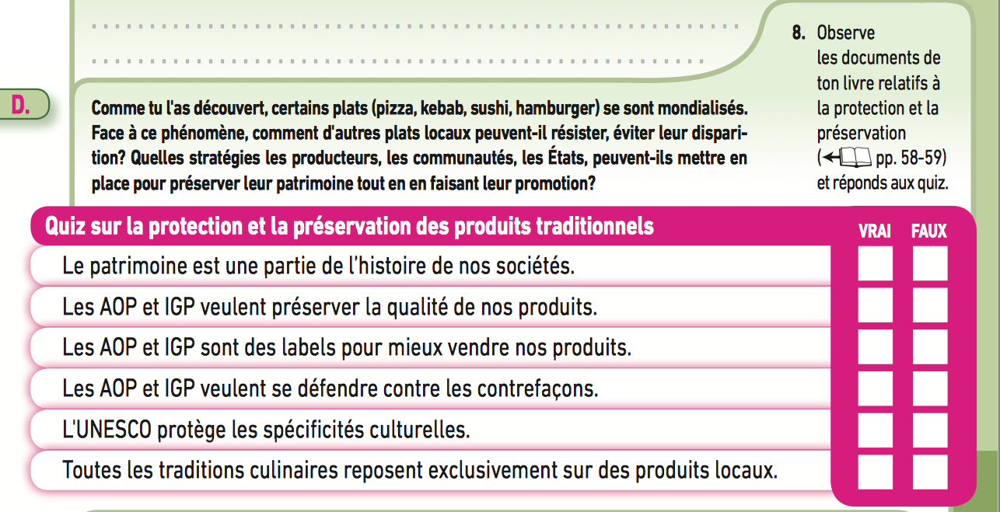 D.
Comme tu l'as découvert, certains plats (pizza, kebab, sushi, hamburger) se sont mondialisés.
Face à ce phénomène, comment d'autres plats locaux peuvent-il résister, éviter leur dispari-
tion? Quelles stratégies les producteurs, les communautés, les États, peuvent-ils mettre en
place pour préserver leur patrimoine tout en en faisant leur promotion?
8. Observe
les documents de
ton livre relatifs à
la protection et la
préservation
( pp. 58-59)
et réponds aux quiz.
Quiz sur la protection et la préservation des produits traditionnels
VRAI FAUX
Le patrimoine est une partie de l'histoire de nos sociétés.
Les AOP et IGP veulent préserver la qualité de nos produits.
Les AOP et IGP sont des labels pour mieux vendre nos produits.
Les AOP et IGP veulent se défendre contre les contrefaçons.
L'UNESCO protège les spécificités culturelles.
Toutes les traditions culinaires reposent exclusivement sur des produits locaux.